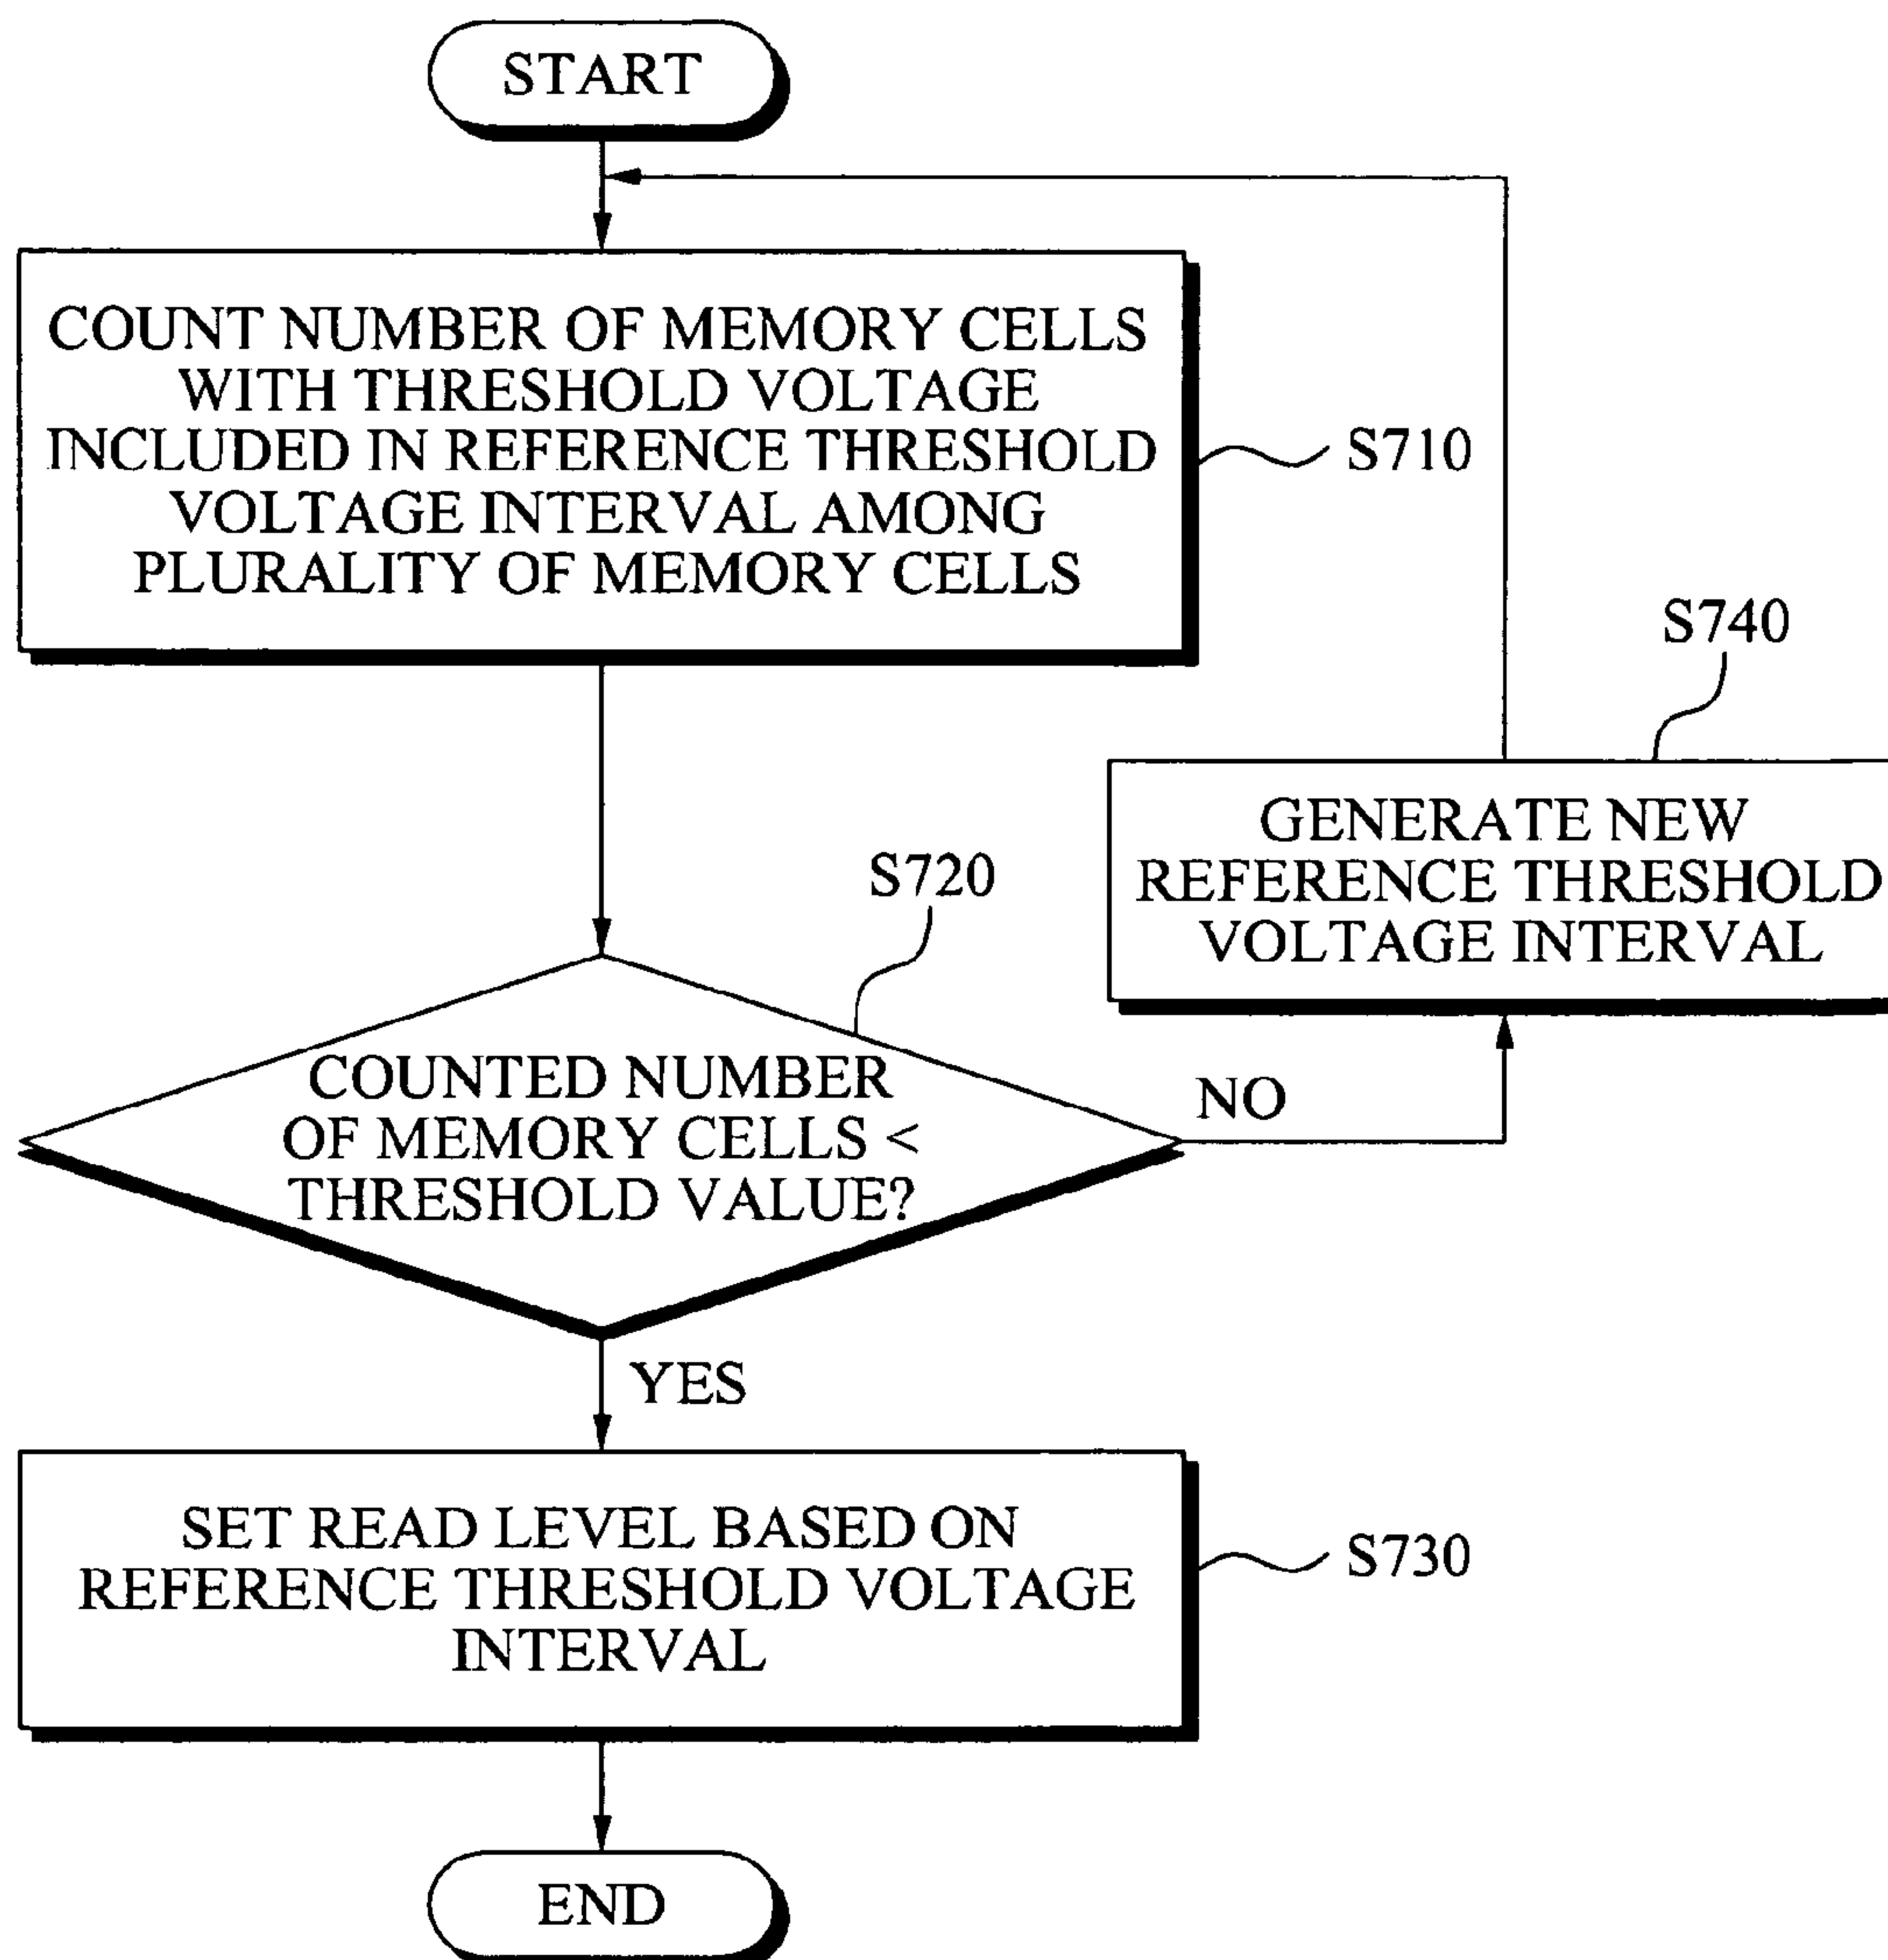 START
COUNT NUMBER OF MEMORY CELLS
WITH THRESHOLD VOLTAGE
INCLUDED IN REFERENCE THRESHOLD
VOLTAGE INTERVAL AMONG
PLURALITY OF MEMORY CELLS
S710
S740
GENERATE NEW
REFERENCE THRESHOLD
VOLTAGE INTERVAL
S720
COUNTED NUMBER
OF MEMORY CELLS <
THRESHOLD VALUE?
NO
YES
SET READ LEVEL BASED ON
REFERENCE THRESHOLD VOLTAGE
INTERVAL
S730
END